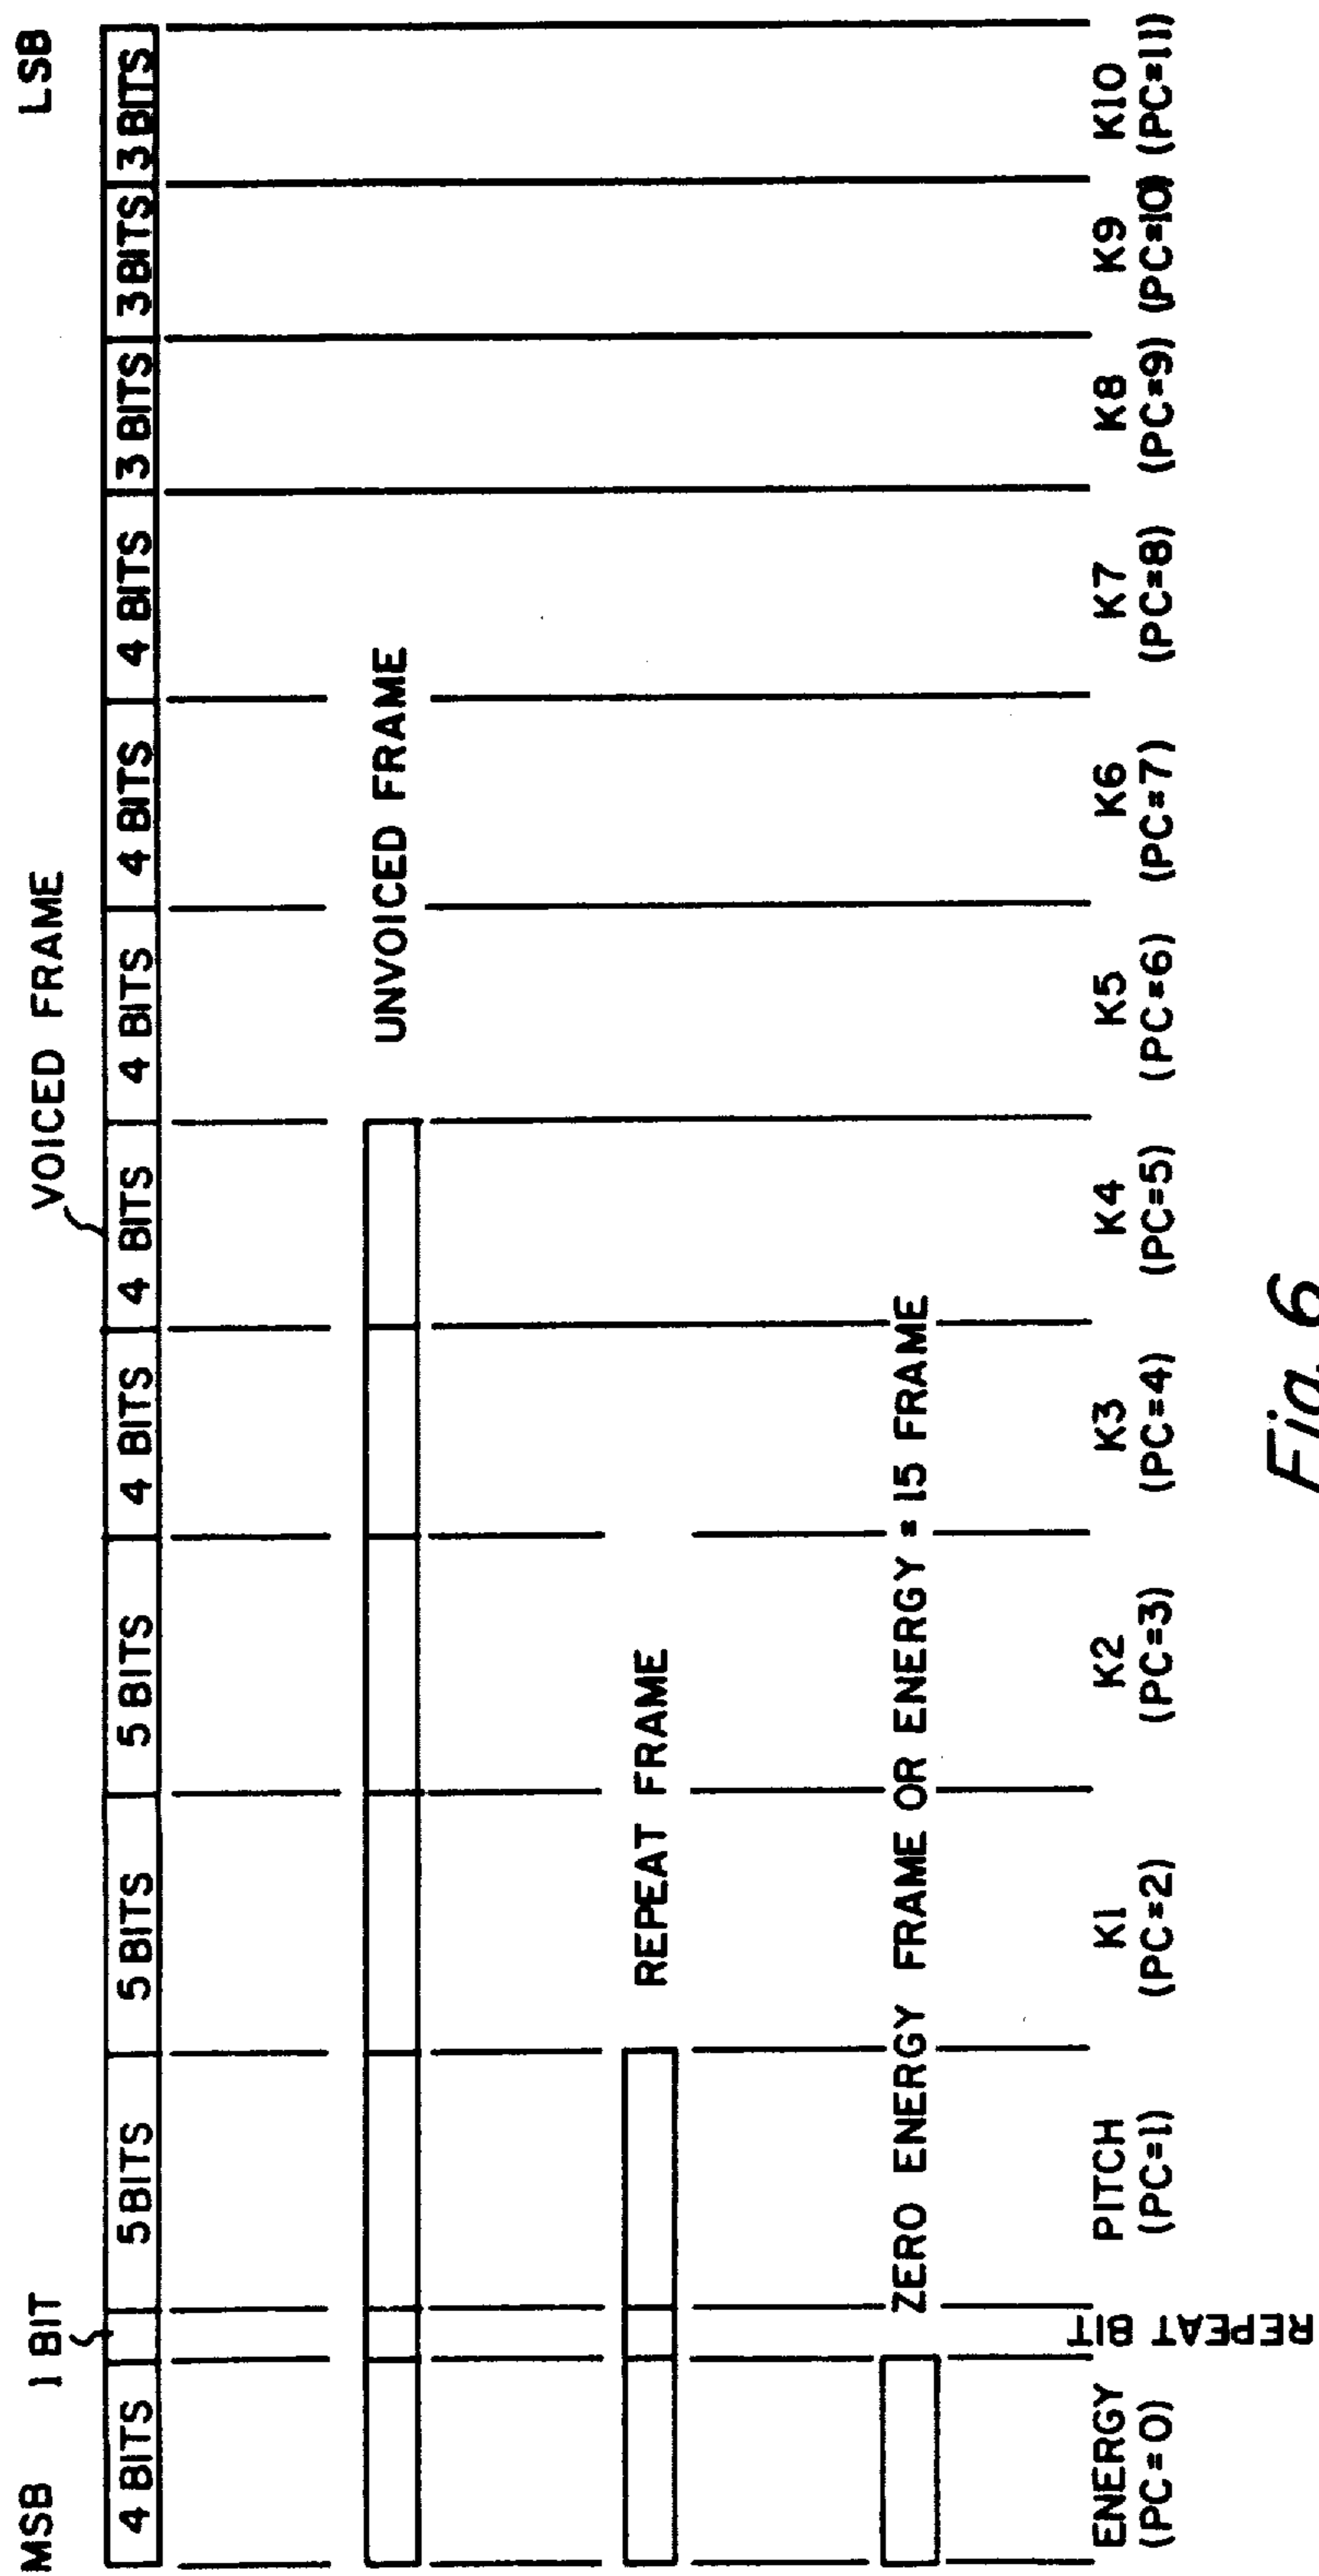 MSB 1 BIT VOICED FRAME LSB
4 BITS 5 BITS 5 BITS 5 BITS 4 BITS 4 BITS 4 BITS 4 BITS 4 BITS 3 BITS 3 BITS 3 BITS
UNVOICED FRAME
REPEAT FRAME
ZERO ENERGY FRAME OR ENERGY = 15 FRAME
ENERGY REPEAT BIT PITCH K1 K2 K3 K4 K5 K6 K7 K8 K9 K10
(PC=0) (PC=1) (PC=2) (PC=3) (PC=4) (PC=5) (PC=6) (PC=7) (PC=8) (PC=9) (PC=10) (PC=11)
Fig. 6